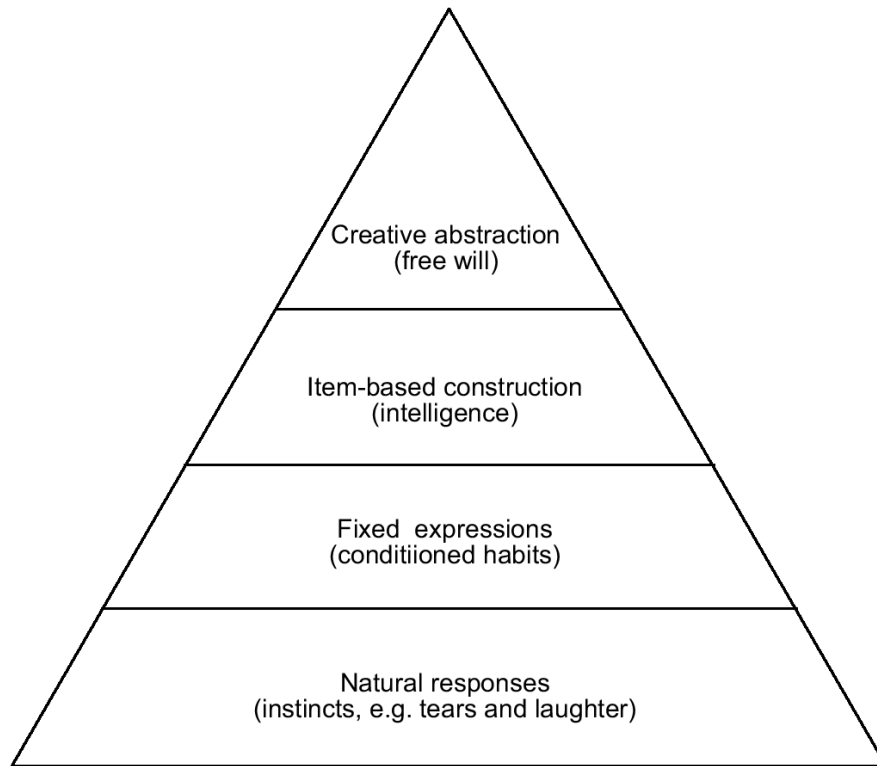 Creative abstraction
(free will)
Item-based construction
(intelligence)
Fixed expressions
(conditiioned habits)
Natural responses
(instincts, e.g. tears and laughter)